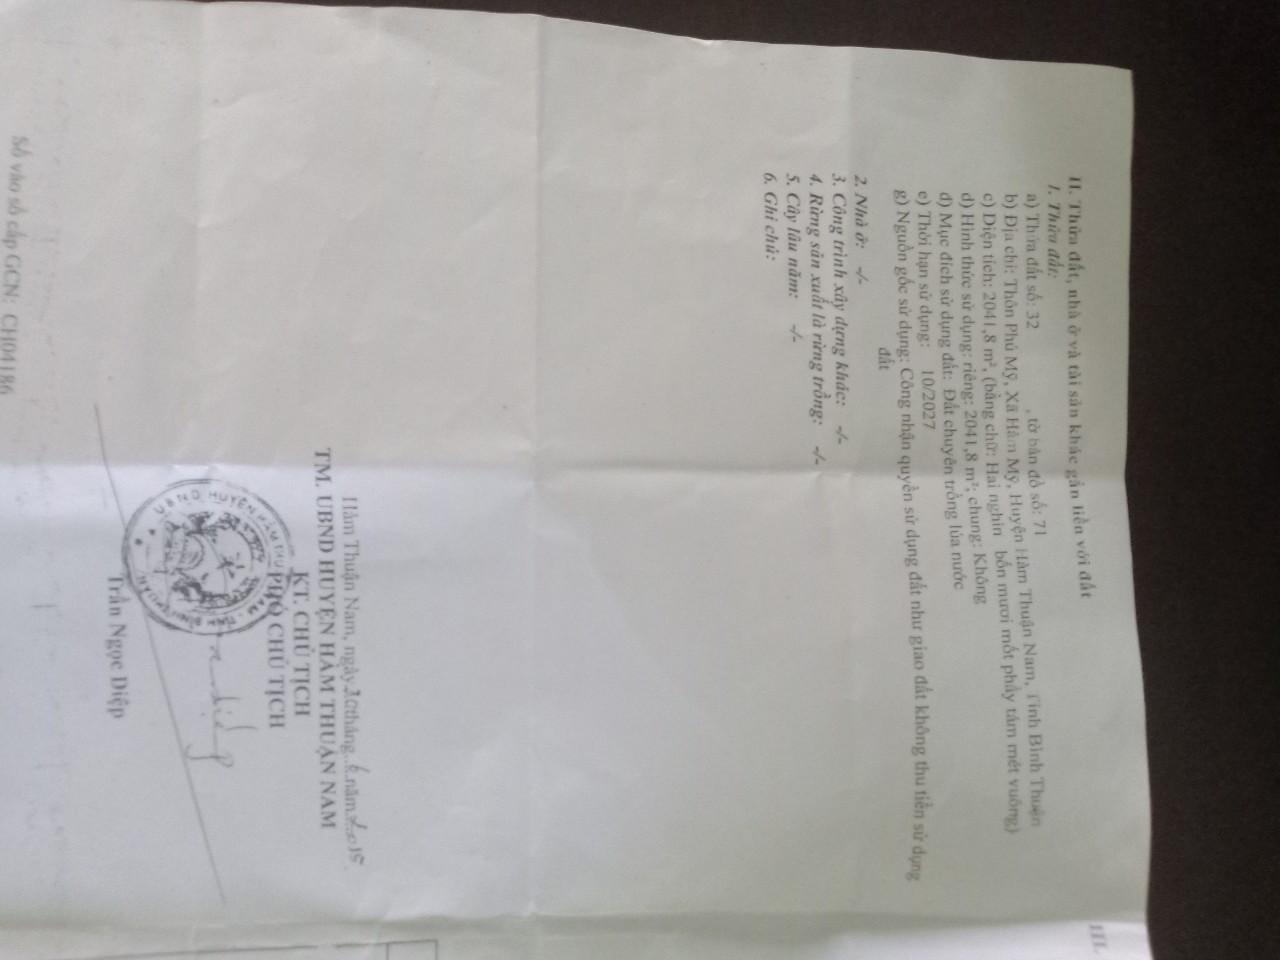 II. Thửa đất, nhà ở và tài sản khác gắn liền với đất
1. Thửa đất:
a) Thửa đất số: 32 , tờ bản đồ số: 71
b) Địa chỉ: Thôn Phú Mỹ, Xã Hàm Mỹ, Huyện Hàm Thuận Nam, Tỉnh Bình Thuận
c) Diện tích: 2041,8 m², (bằng chữ: Hai nghìn bốn mươi mốt phẩy tám mét vuông)
d) Hình thức sử dụng: riêng: 2041,8 m²; chung: Không
đ) Mục đích sử dụng đất: Đất chuyên trồng lúa nước
e) Thời hạn sử dụng: 10/2027
g) Nguồn gốc sử dụng: Công nhận quyền sử dụng đất như giao đất không thu tiền sử dụng
đất
2. Nhà ở: -/-
3. Công trình xây dựng khác: -/-
4. Rừng sản xuất là rừng trồng: -/-
5. Cây lâu năm: -/-
6. Ghi chú:
Hàm Thuận Nam, ngày 10 tháng 6 năm 2015
TM. UBND HUYỆN HÀM THUẬN NAM
KT. CHỦ TỊCH
PHÓ CHỦ TỊCH
Trần Ngọc Diệp
Số vào sổ cấp GCN: CH04186
III.